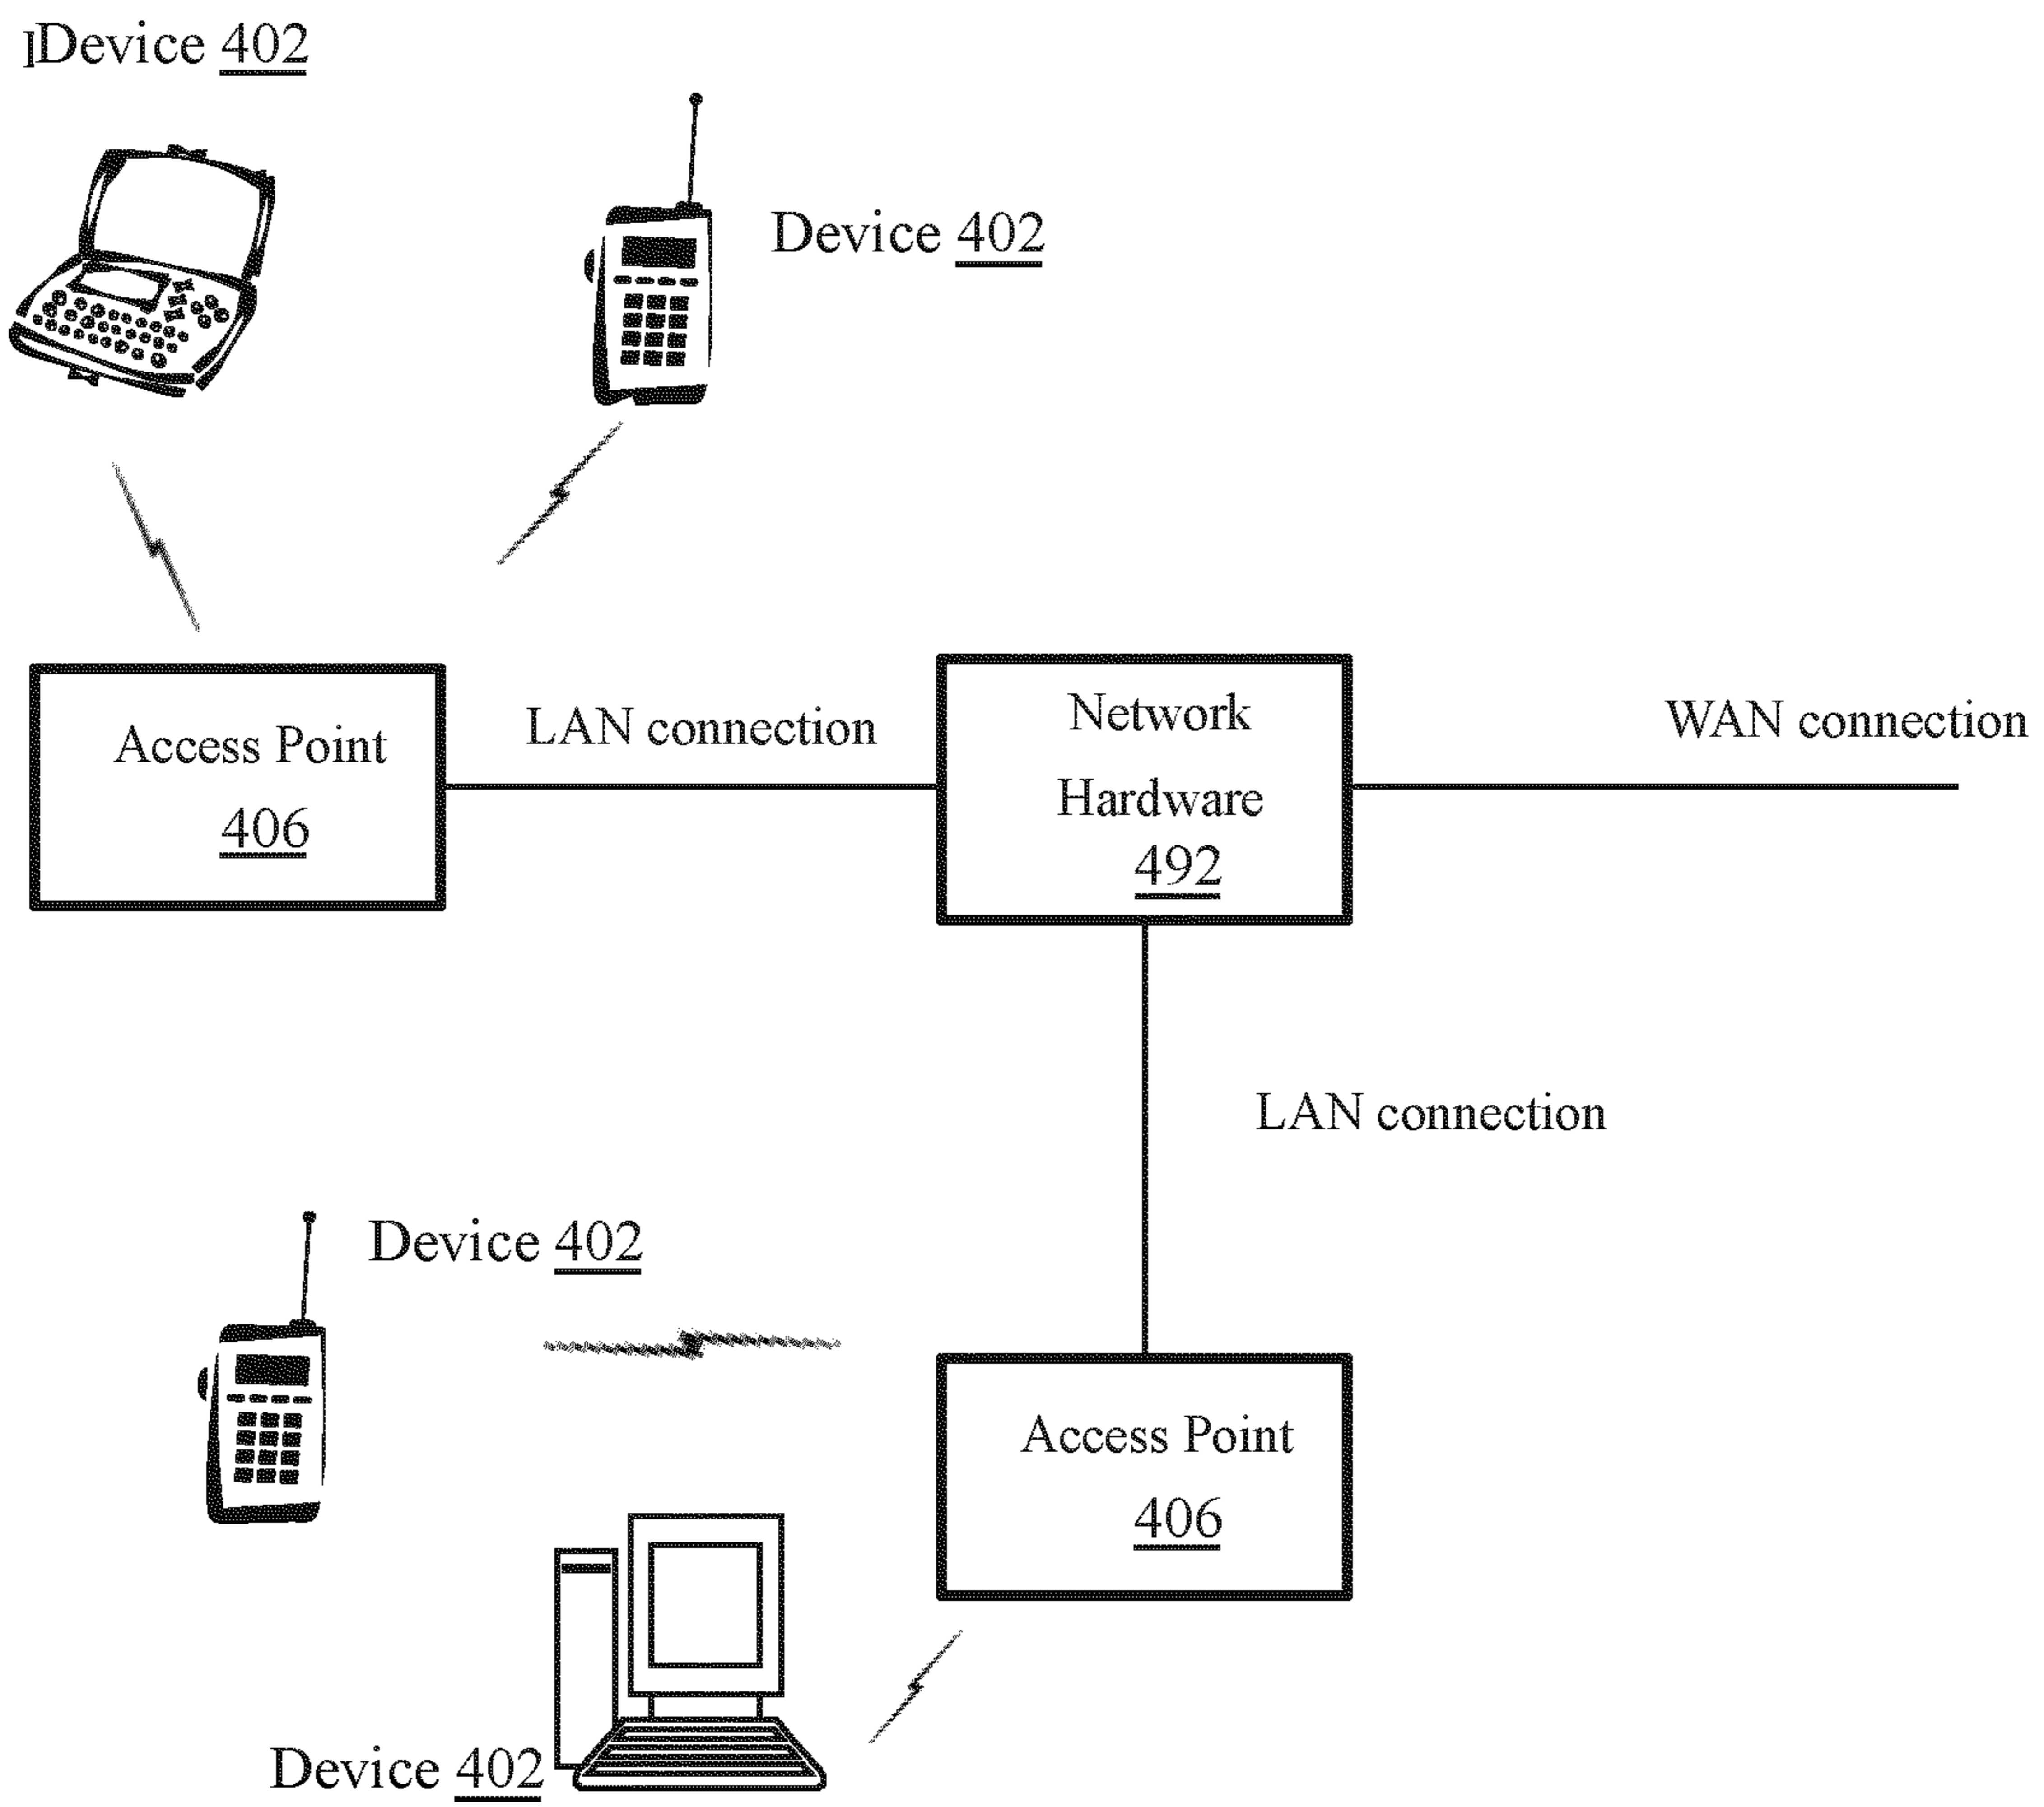 Device 402
Device 402
Access Point
406
LAN connection
Network
Hardware
492
WAN connection
LAN connection
Device 402
Access Point
406
Device 402